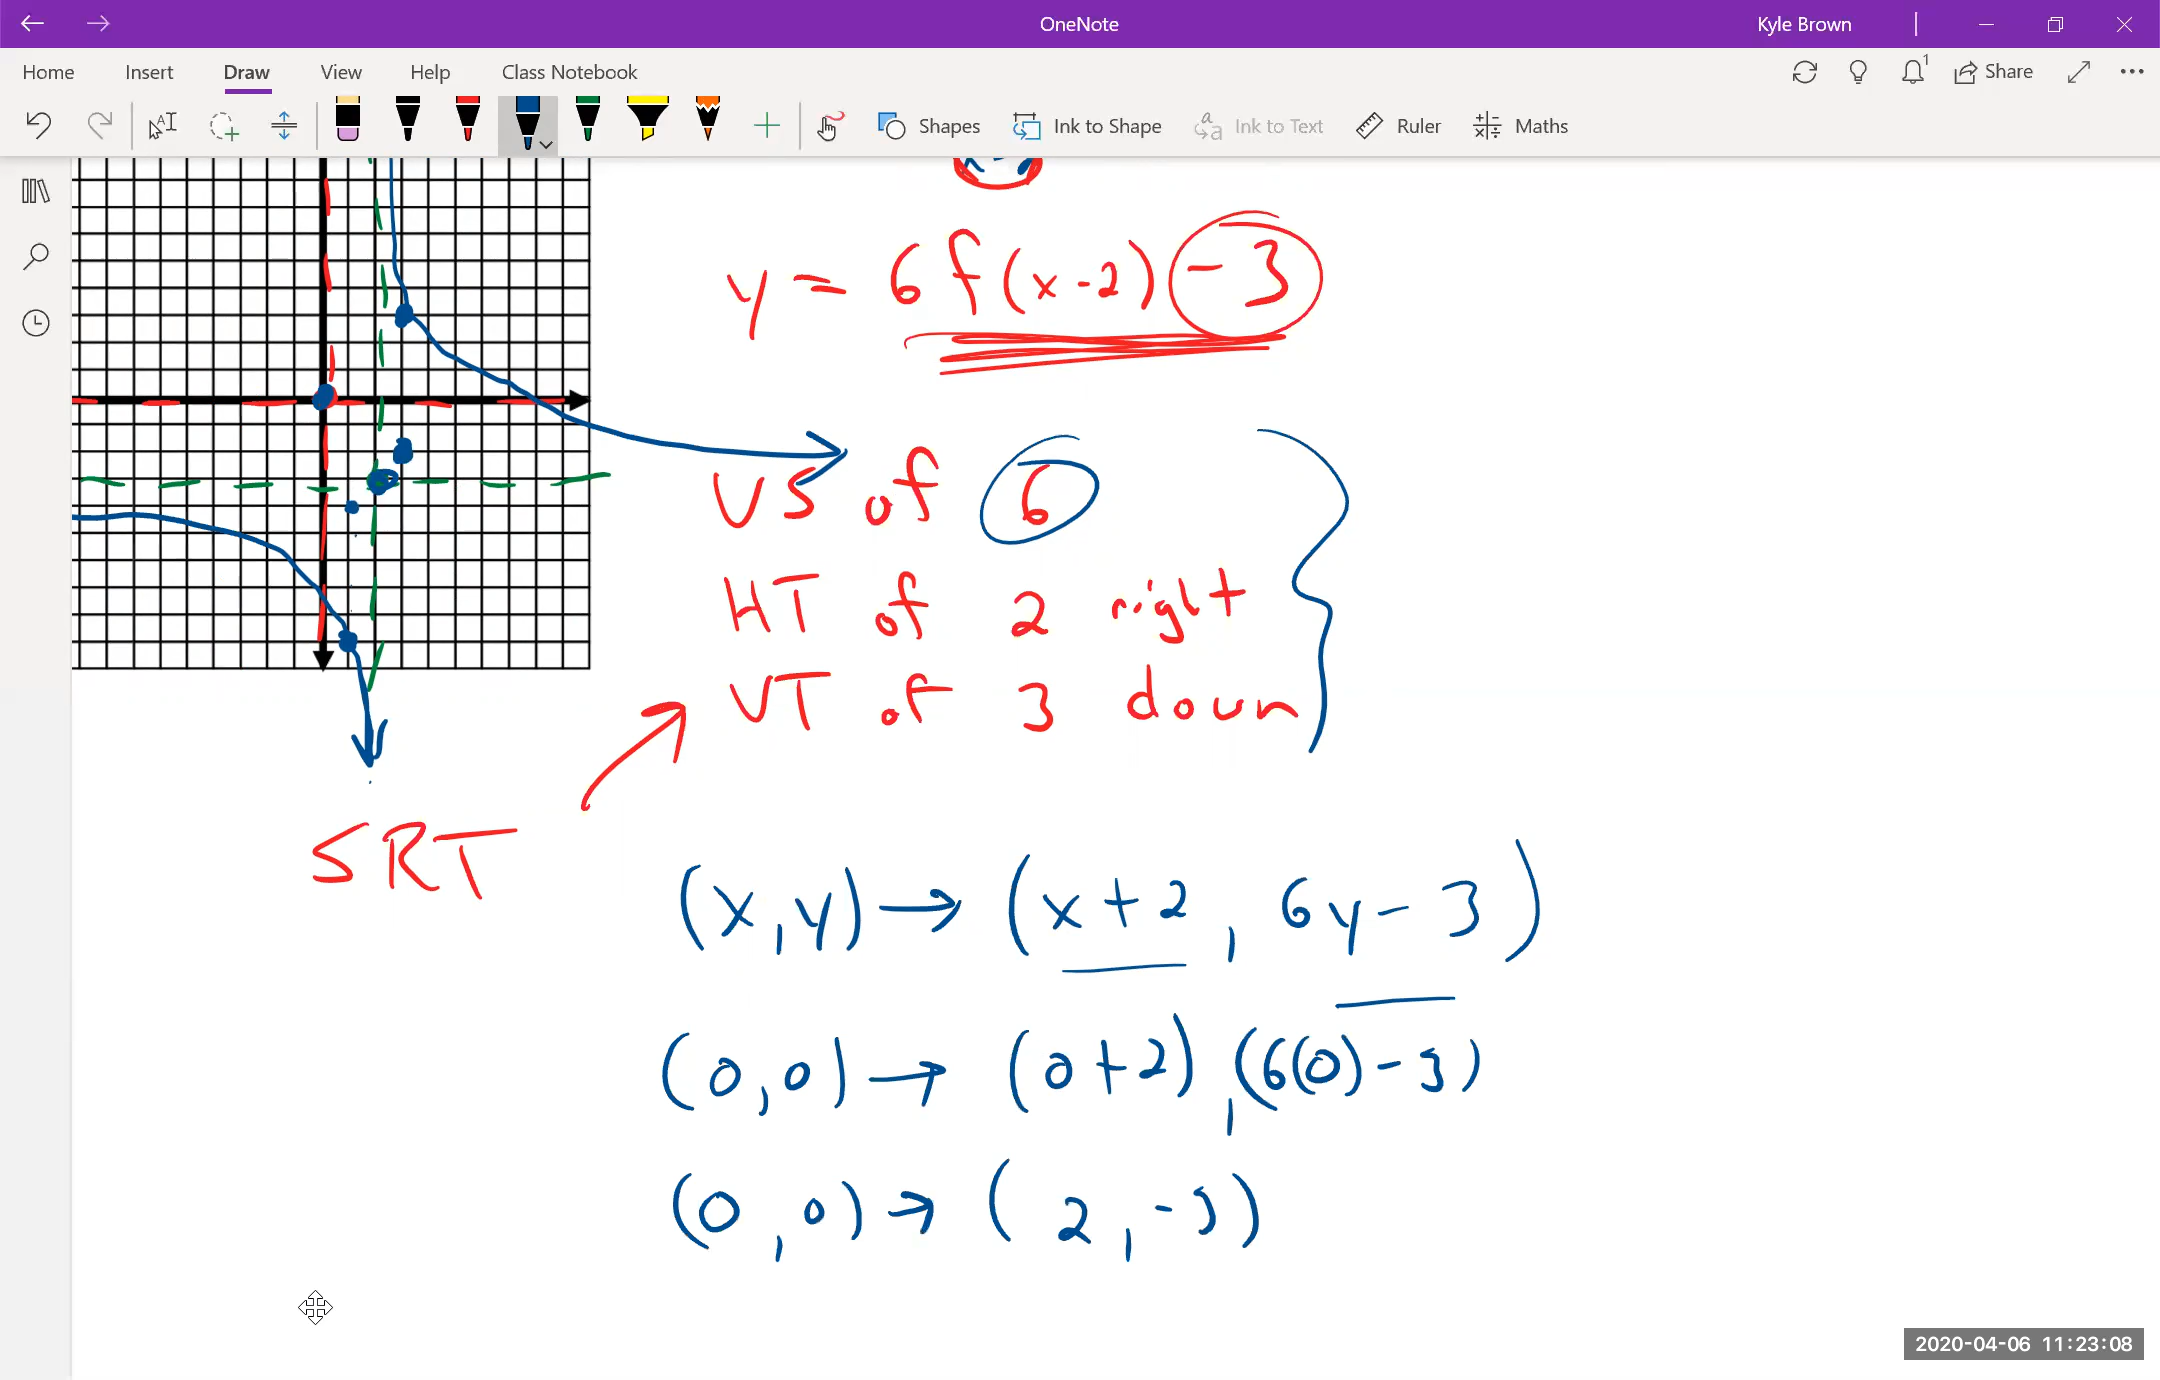 OneNote
Kyle Brown
Home Insert Draw View Help Class Notebook
1 Share
Shapes Ink to Shape Ink to Text Ruler Maths
y = 6 f(x-2) -3
VS of 6
HT of 2 right
VT of 3 down
SRT
(x,y) → (x+2, 6y-3)
(0,0) → (0+2), (6(0)-3)
(0,0) → (2, -3)
2020-04-06 11:23:08